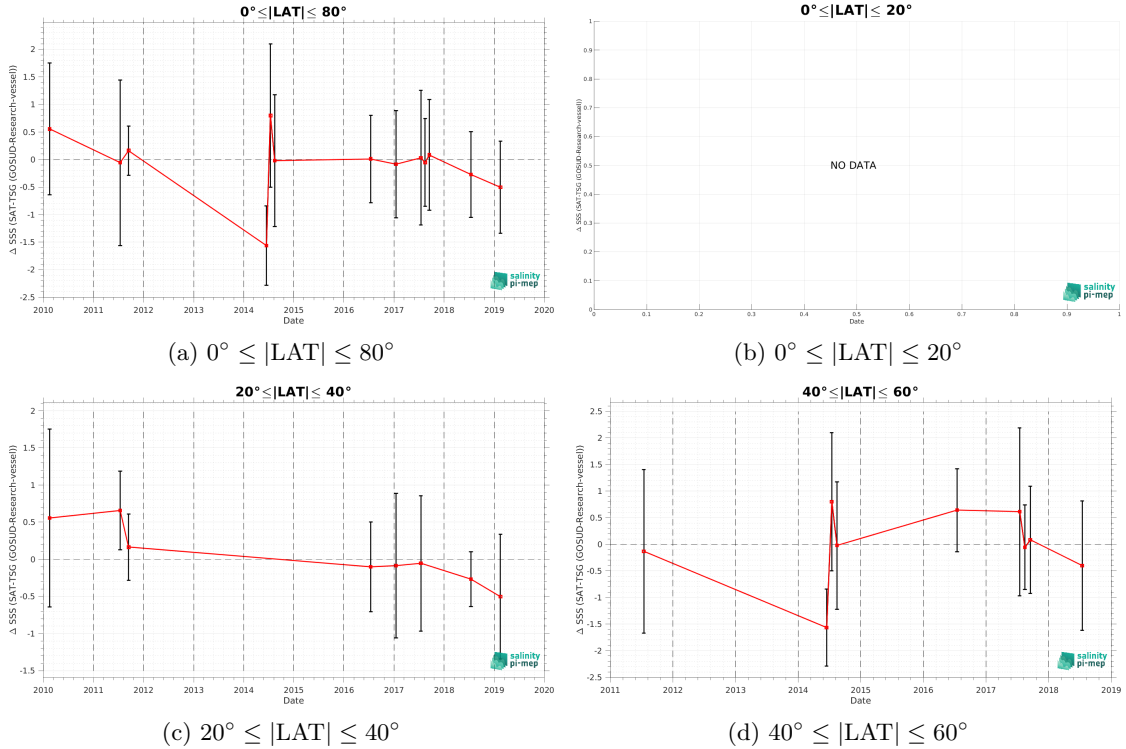 0°≤|LAT|≤ 80°
Δ SSS (SAT-TSG (GOSUD-Research-vessel))
2
1.5
1
0.5
0
-0.5
-1
-1.5
-2
-2.5
2010 2011 2012 2013 2014 2015 2016 2017 2018 2019 2020
Date
salinity
pi-mep
(a) 0° ≤ |LAT| ≤ 80°
0°≤|LAT|≤ 20°
Δ SSS (SAT-TSG (GOSUD-Research-vessel))
1
0.9
0.8
0.7
0.6
0.5
0.4
0.3
0.2
0.1
0
NO DATA
0 0.1 0.2 0.3 0.4 0.5 0.6 0.7 0.8 0.9 1
Date
salinity
pi-mep
(b) 0° ≤ |LAT| ≤ 20°
20°≤|LAT|≤ 40°
Δ SSS (SAT-TSG (GOSUD-Research-vessel))
2
1.5
1
0.5
0
-0.5
-1
-1.5
2010 2011 2012 2013 2014 2015 2016 2017 2018 2019 2020
Date
salinity
pi-mep
(c) 20° ≤ |LAT| ≤ 40°
40°≤|LAT|≤ 60°
Δ SSS (SAT-TSG (GOSUD-Research-vessel))
2.5
2
1.5
1
0.5
0
-0.5
-1
-1.5
-2
-2.5
2011 2012 2013 2014 2015 2016 2017 2018 2019
Date
salinity
pi-mep
(d) 40° ≤ |LAT| ≤ 60°